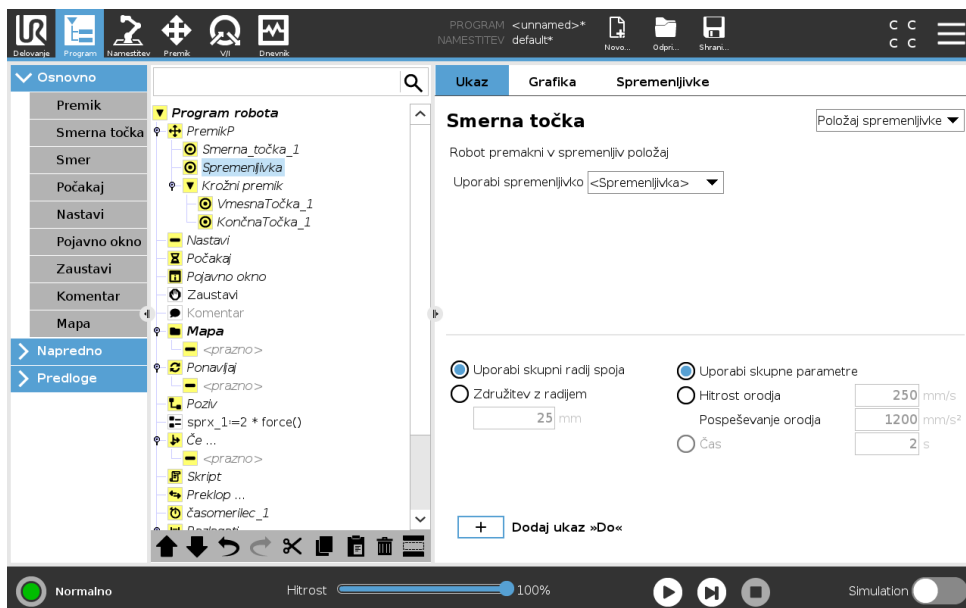 PROGRAM <unnamed>*
NAMESTITEV default*
Delovanje Program Namestitev Premik V/I Dnevnik Novo... Odpri... Shrani...
C C
C C
Osnovno
Premik
Smerna točka
Smer
Počakaj
Nastavi
Pojavno okno
Zaustavi
Komentar
Mapa
Napredno
Predloge
Program robota
PremikP
Smerna_točka_1
Spremenljivka
Krožni premik
VmesnaTočka_1
KončnaTočka_1
Nastavi
Počakaj
Pojavno okno
Zaustavi
Komentar
Mapa
<prazno>
Ponavljaj
<prazno>
Poziv
sprx_1≔2 * force()
Če ...
<prazno>
Skript
Preklop ...
časomerilec_1
Ukaz Grafika Spremenljivke
Smerna točka
Položaj spremenljivke
Robot premakni v spremenljiv položaj
Uporabi spremenljivko <Spremenljivka>
Uporabi skupni radij spoja
Združitev z radijem
25 mm
Uporabi skupne parametre
Hitrost orodja 250 mm/s
Pospeševanje orodja 1200 mm/s²
Čas 2 s
+ Dodaj ukaz »Do«
Normalno Hitrost 100% Simulation